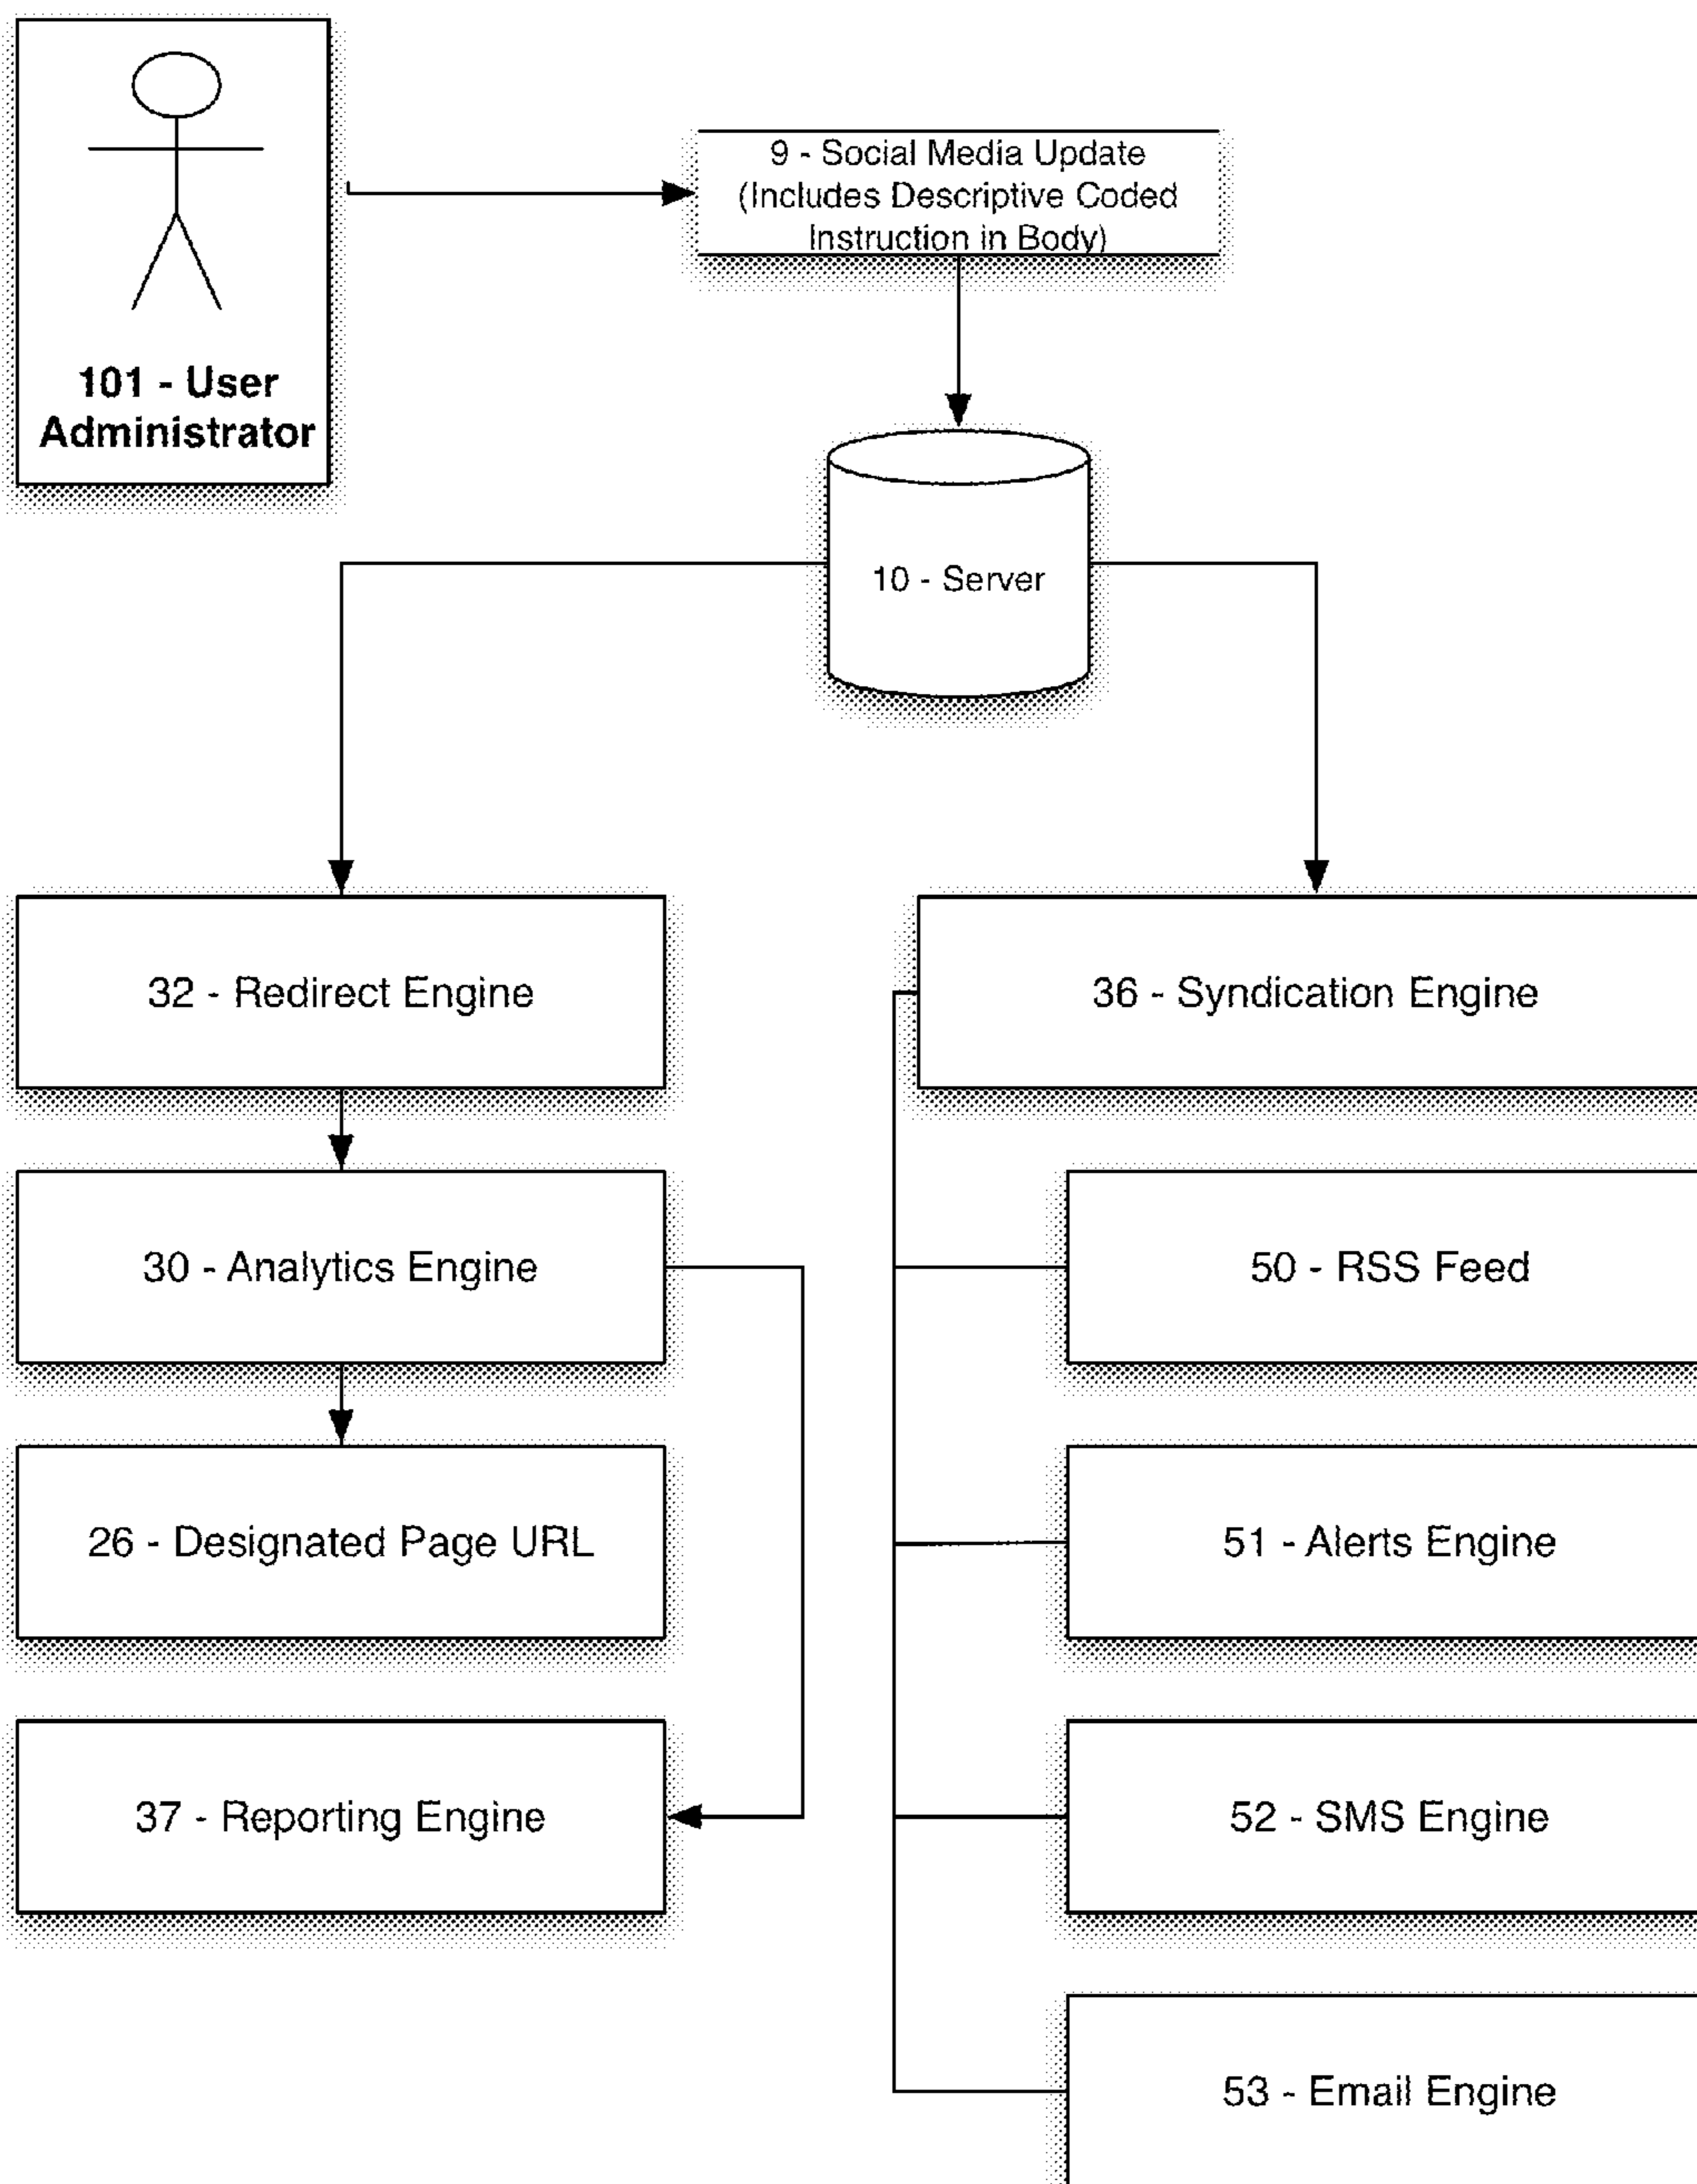 101 - User
Administrator
9 - Social Media Update
(Includes Descriptive Coded
Instruction in Body)
10 - Server
32 - Redirect Engine
36 - Syndication Engine
30 - Analytics Engine
50 - RSS Feed
26 - Designated Page URL
51 - Alerts Engine
37 - Reporting Engine
52 - SMS Engine
53 - Email Engine